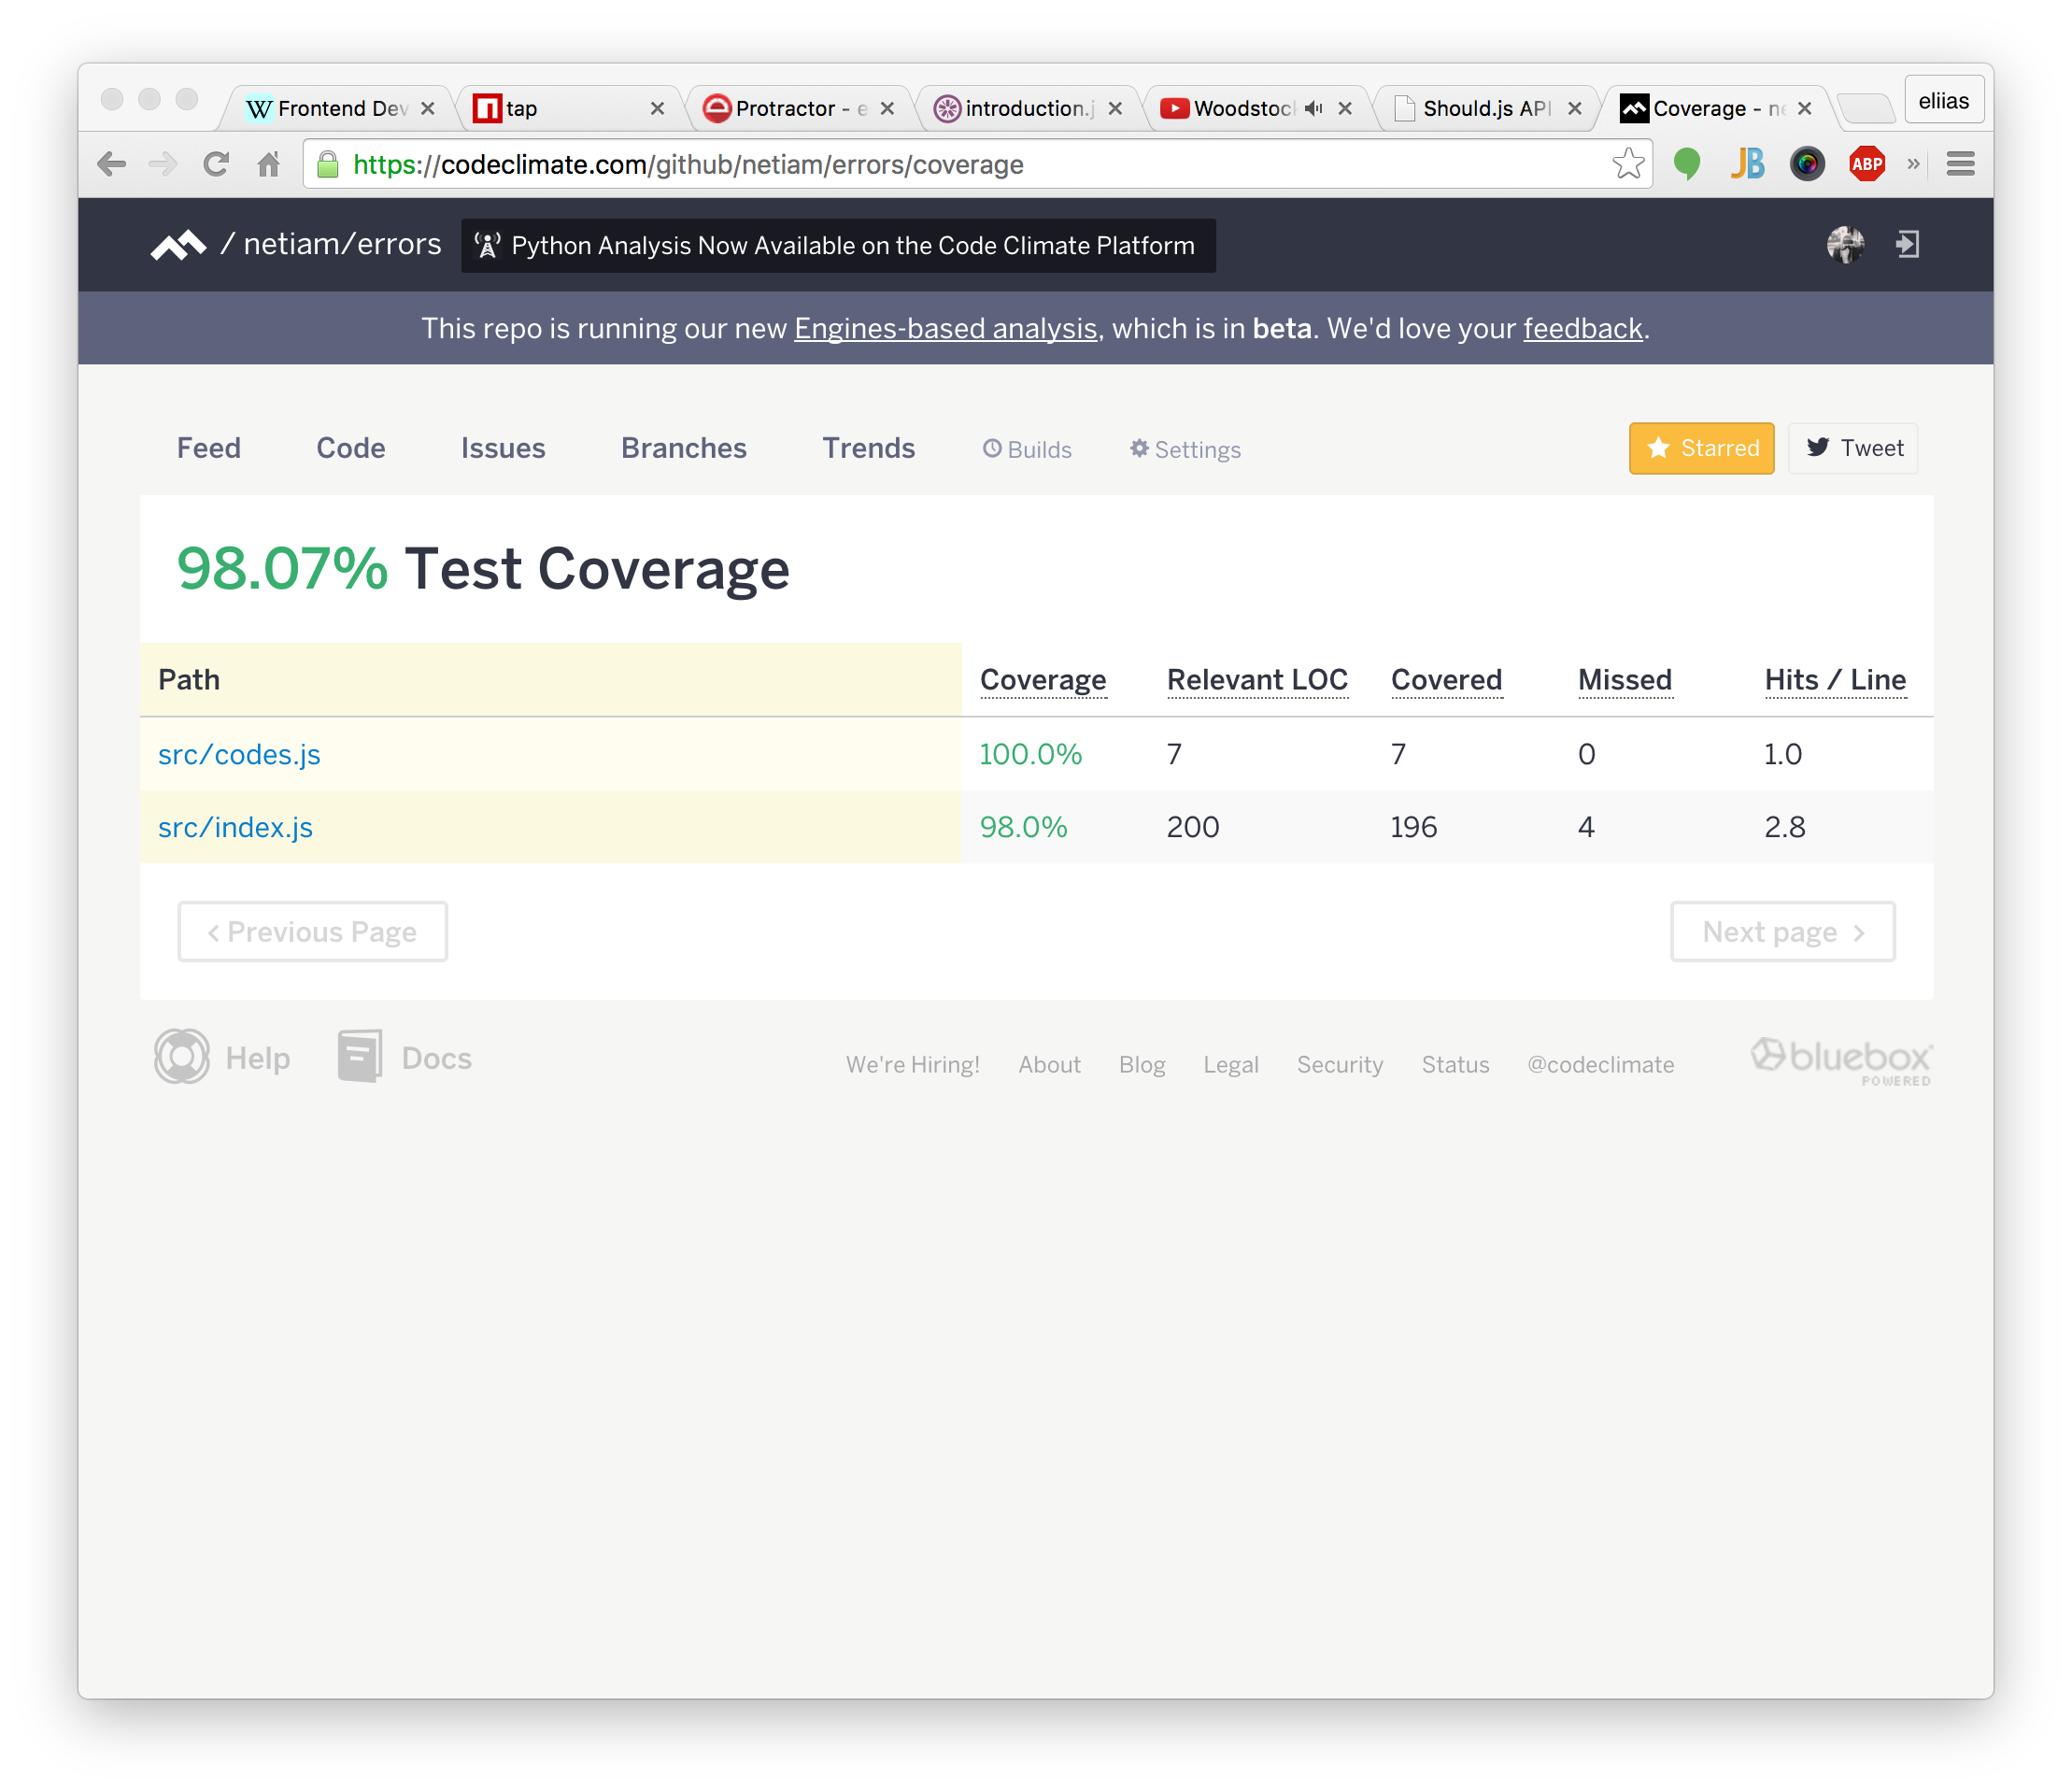 Frontend Dev
tap
Protractor - e
introduction.j
Woodstock
Should.js API
Coverage - ne
eliias
https://codeclimate.com/github/netiam/errors/coverage
JB
ABP
»
/ netiam/errors
Python Analysis Now Available on the Code Climate Platform
This repo is running our new Engines-based analysis, which is in beta. We'd love your feedback.
Feed
Code
Issues
Branches
Trends
Builds
Settings
Starred
Tweet
98.07% Test Coverage
Path Coverage Relevant LOC Covered Missed Hits / Line
src/codes.js 100.0% 7 7 0 1.0
src/index.js 98.0% 200 196 4 2.8
‹ Previous Page
Next page ›
Help
Docs
We're Hiring!
About
Blog
Legal
Security
Status
@codeclimate
bluebox
POWERED